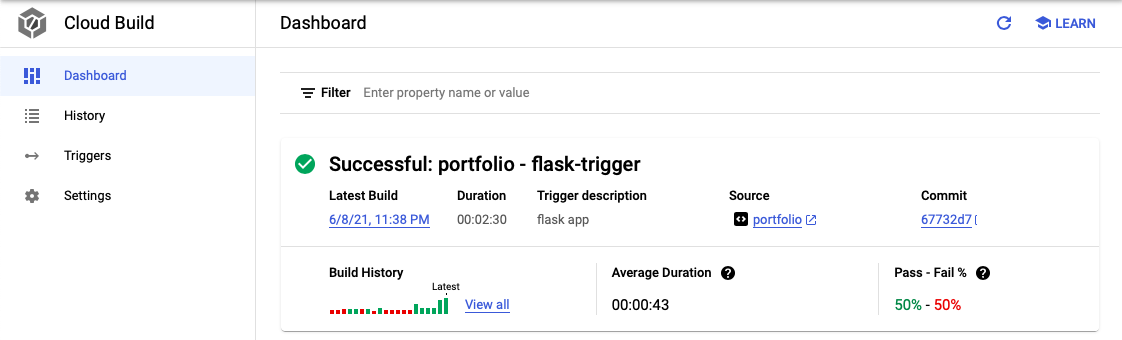 Cloud Build
Dashboard
LEARN
Dashboard
History
Triggers
Settings
Filter Enter property name or value
Successful: portfolio - flask-trigger
Latest Build Duration Trigger description Source Commit
6/8/21, 11:38 PM 00:02:30 flask app portfolio 67732d7
Build History Average Duration Pass - Fail %
Latest
View all 00:00:43 50% - 50%